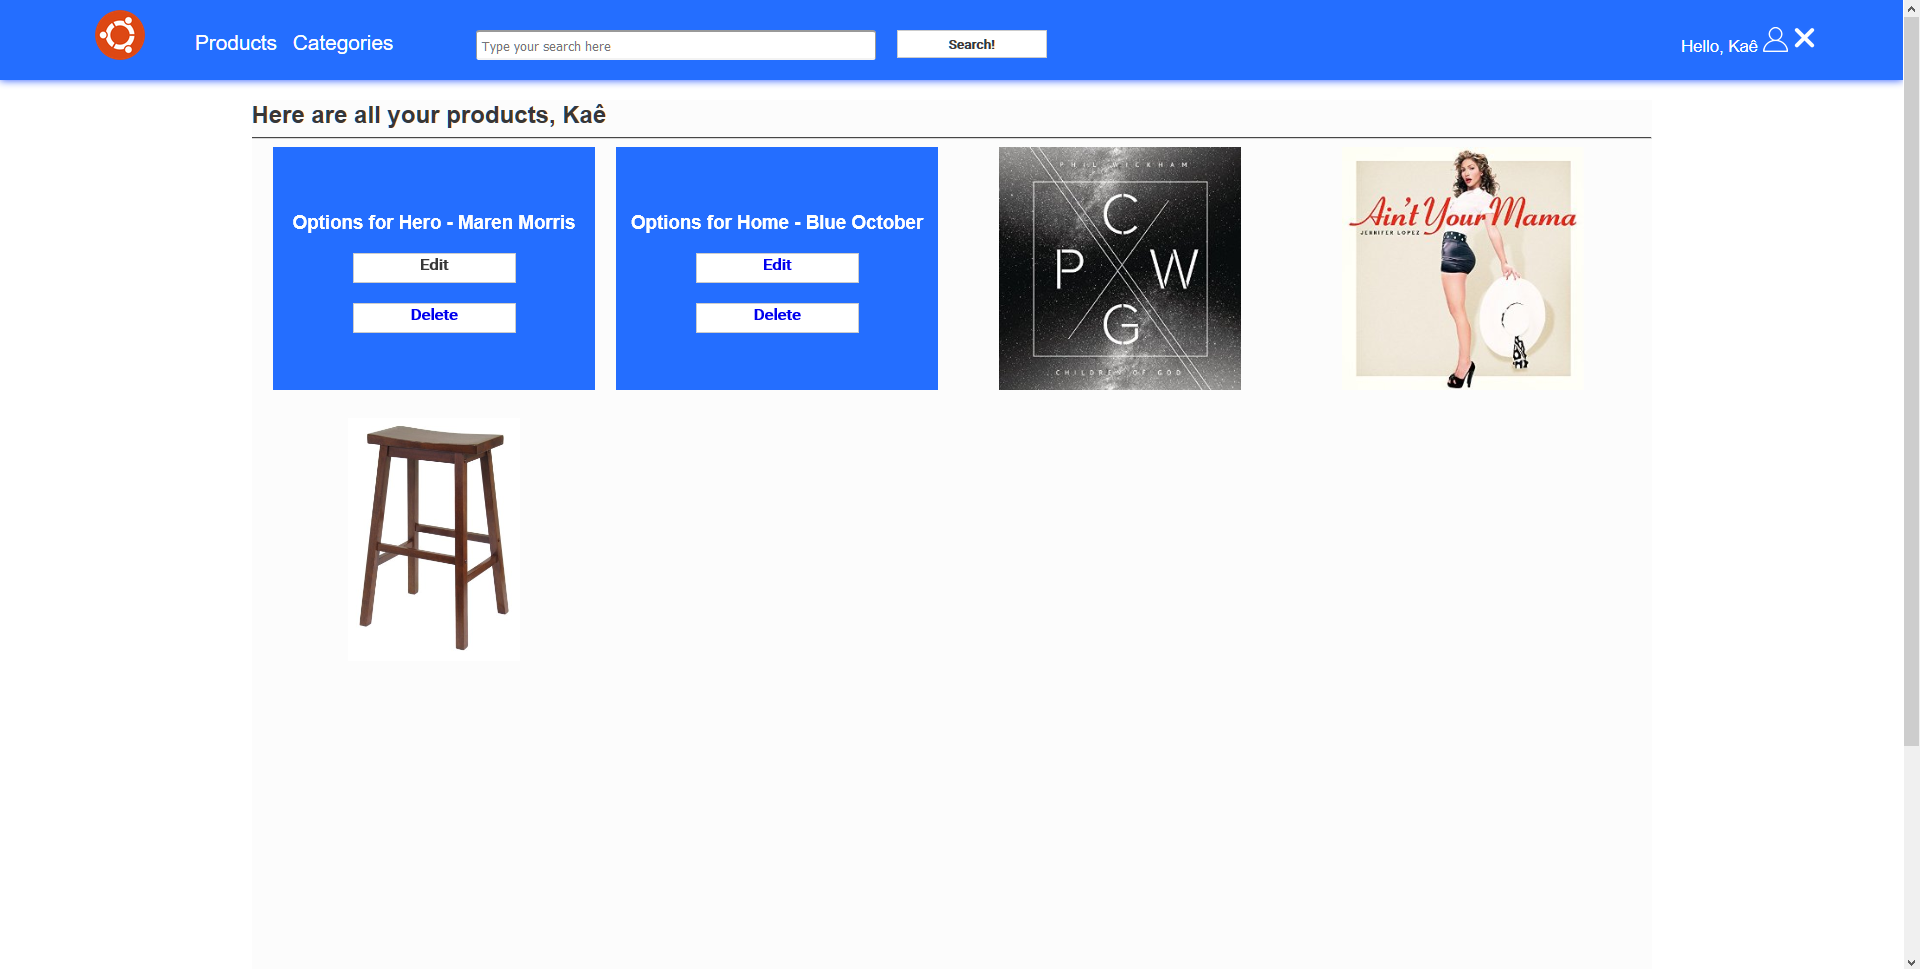 Products Categories
Type your search here
Search!
Hello, Kaê
Here are all your products, Kaê
Options for Hero - Maren Morris
Edit
Delete
Options for Home - Blue October
Edit
Delete
PHIL WICKHAM
C
P W
G
CHILDREN OF GOD
Ain't Your Mama
JENNIFER LOPEZ